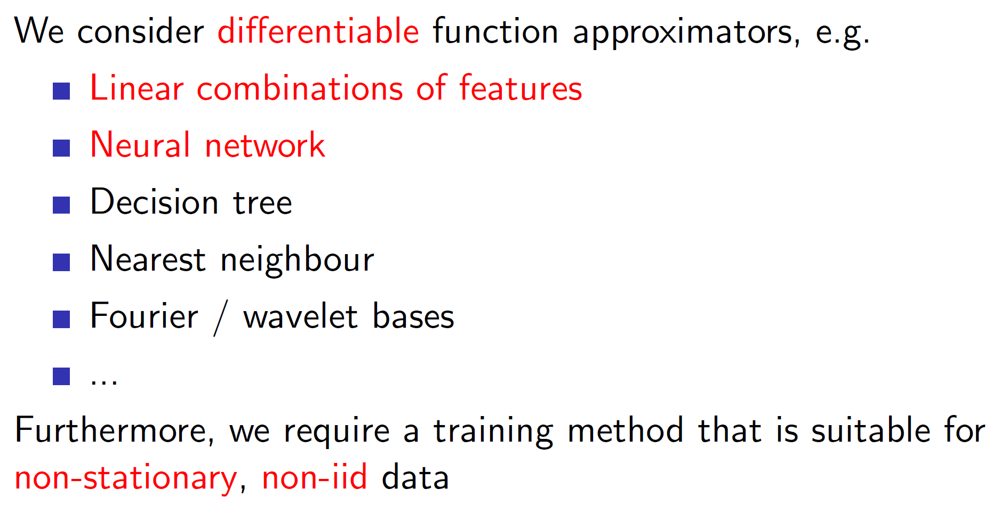 We consider differentiable function approximators, e.g.
Linear combinations of features
Neural network
Decision tree
Nearest neighbour
Fourier / wavelet bases
...
Furthermore, we require a training method that is suitable for
non-stationary, non-iid data